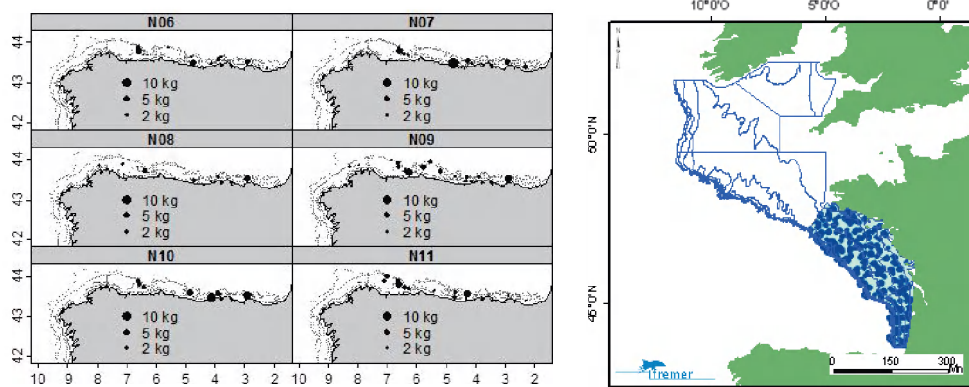 N06 N07
44
43
42
10 kg 10 kg
5 kg 5 kg
2 kg 2 kg
N08 N09
44
43
42
10 kg 10 kg
5 kg 5 kg
2 kg 2 kg
N10 N11
44
43
42
10 kg 10 kg
5 kg 5 kg
2 kg 2 kg
10 9 8 7 6 5 4 3 2 10 9 8 7 6 5 4 3 2
10°0'O 5°0'O 0°0'
N
50°0'N
45°0'N
0 150 300
Ifremer